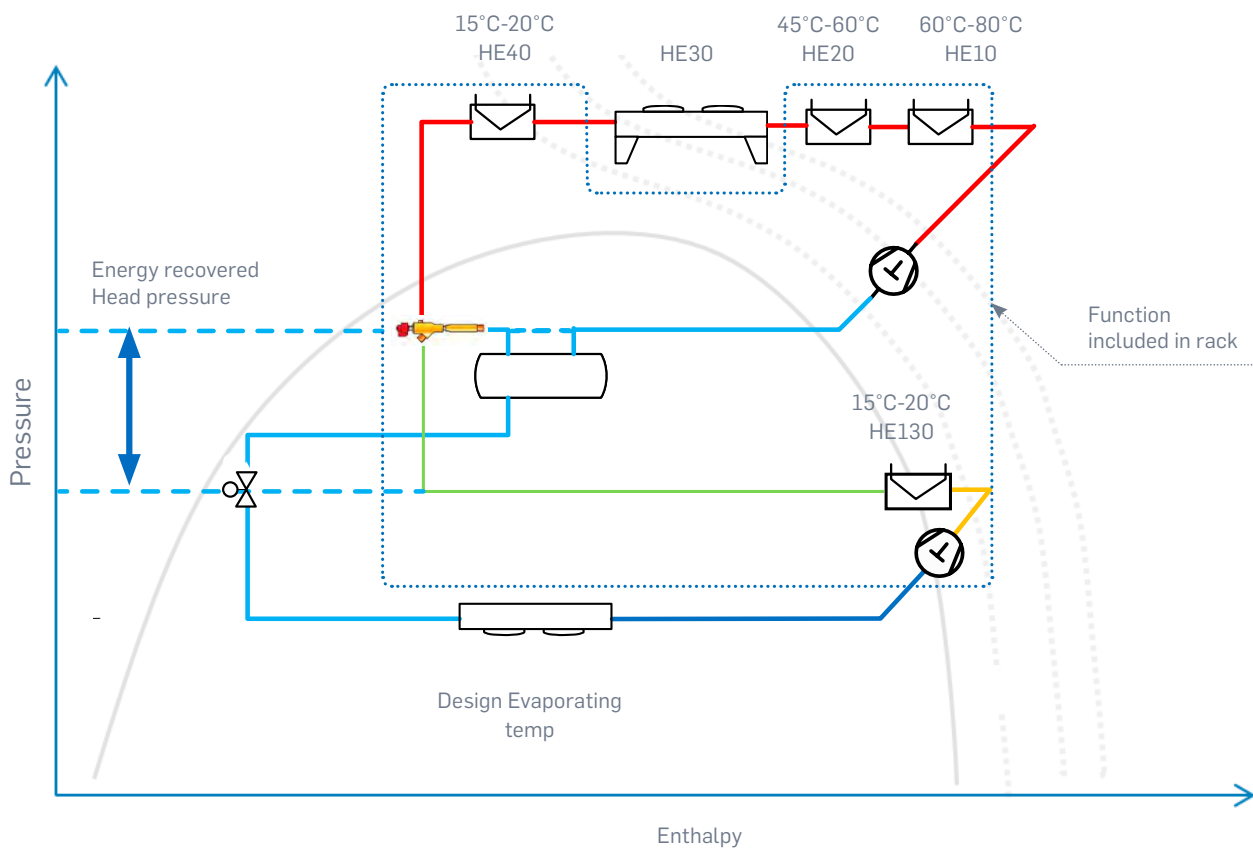 15°C-20°C
HE40
HE30
45°C-60°C
HE20
60°C-80°C
HE10
Energy recovered
Head pressure
Function
included in rack
15°C-20°C
HE130
Pressure
–
Design Evaporating
temp
Enthalpy